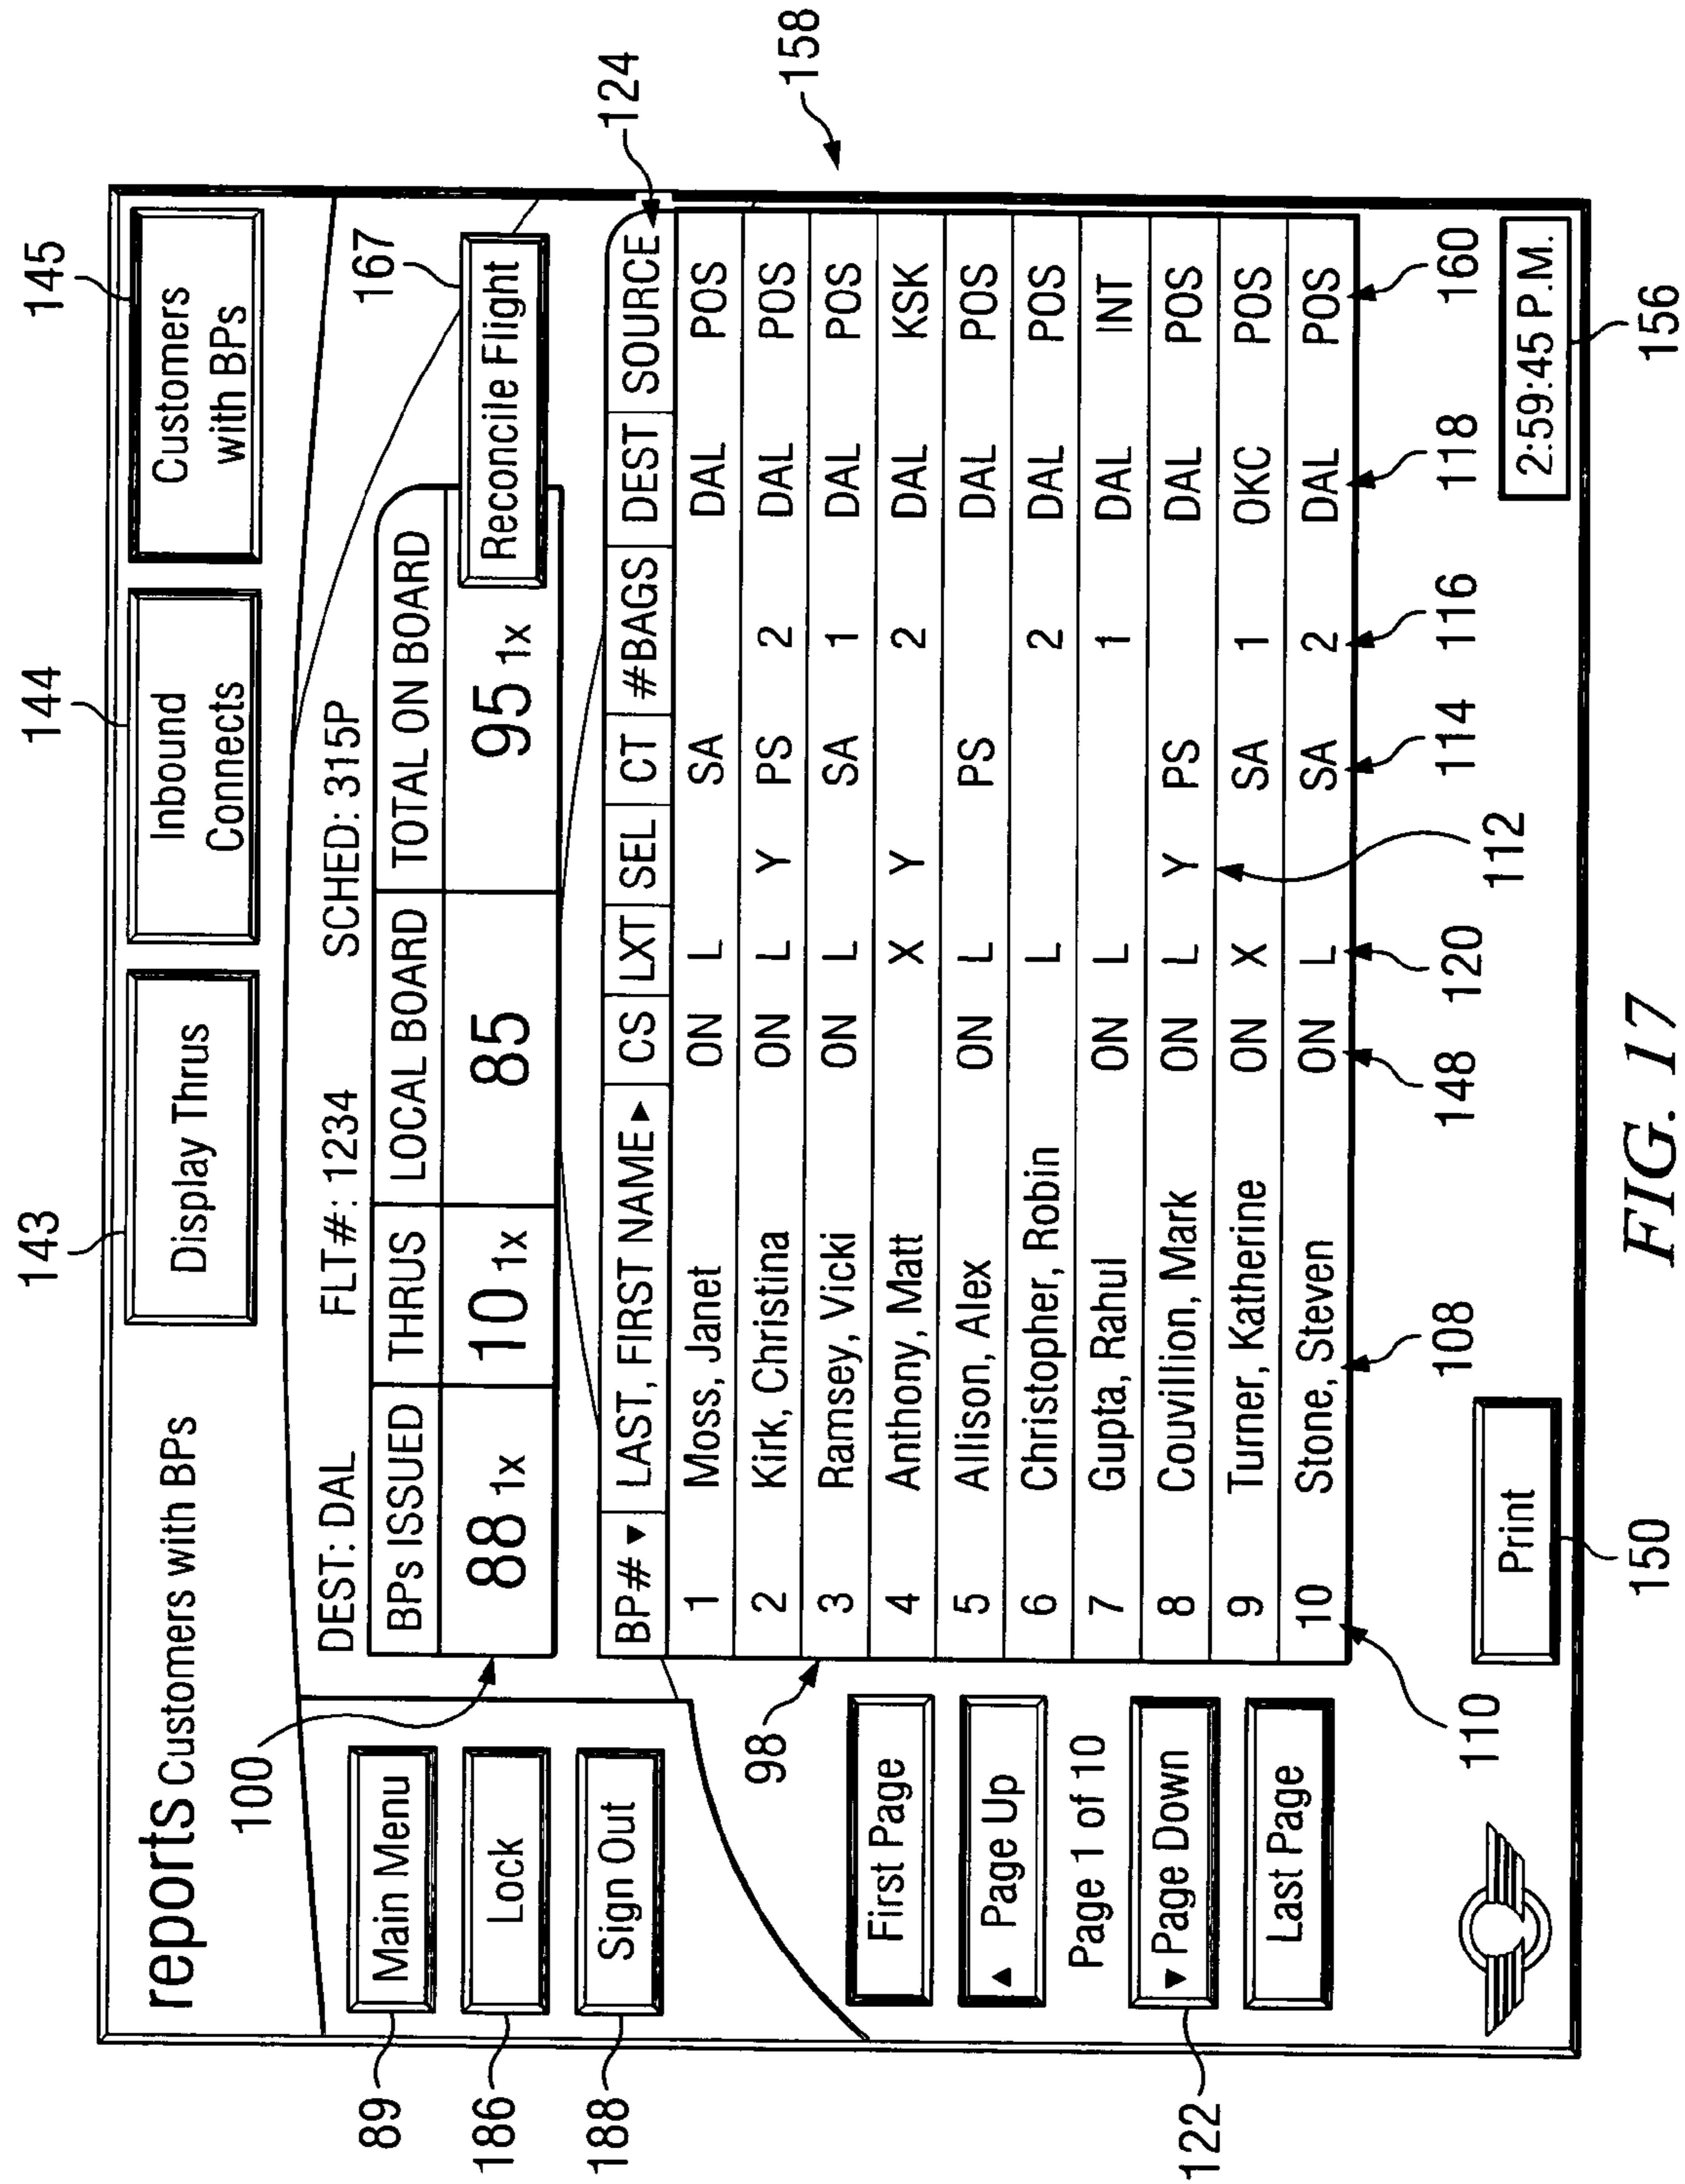 143
144
145
reports Customers with BPs
Display Thrus
Inbound
Connects
Customers
with BPs
100
DEST: DAL FLT#: 1234 SCHED: 315P
167
89
Main Menu
BPs ISSUED THRUS LOCAL BOARD TOTAL ON BOARD
186
Lock
88 1x 10 1x 85 95 1x
Reconcile Flight
188
Sign Out
124
BP# ▼ LAST, FIRST NAME ► CS LXT SEL CT #BAGS DEST SOURCE
1 Moss, Janet ON L SA DAL POS
2 Kirk, Christina ON L Y PS 2 DAL POS
98
158
3 Ramsey, Vicki ON L SA 1 DAL POS
First Page
4 Anthony, Matt X Y 2 DAL KSK
▲ Page Up
5 Allison, Alex ON L PS DAL POS
Page 1 of 10
6 Christopher, Robin L 2 DAL POS
7 Gupta, Rahul ON L 1 DAL INT
122
▼ Page Down
8 Couvillion, Mark ON L Y PS DAL POS
9 Turner, Katherine ON X SA 1 OKC POS
Last Page
10 Stone, Steven ON L SA 2 DAL POS
110
108
148
120
112
114
116
118
160
Print
2:59:45 P.M.
150
156
FIG. 17